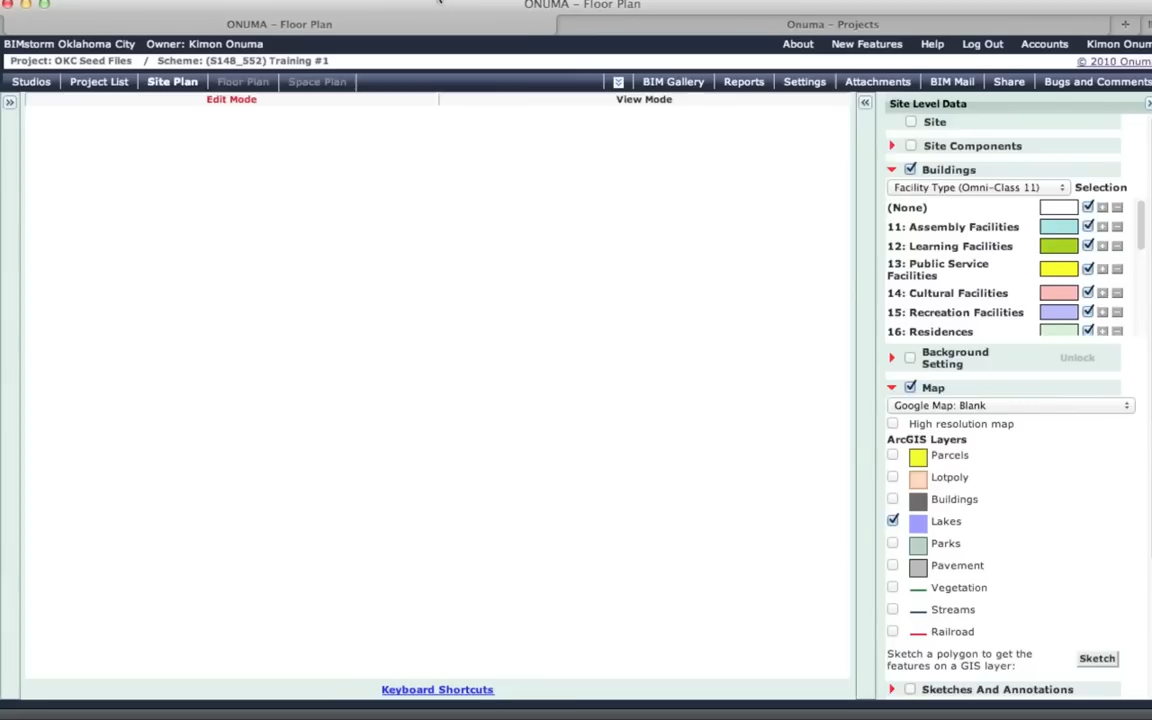 ONUMA – Floor Plan
ONUMA – Floor Plan
Onuma – Projects
BIMstorm Oklahoma City Owner: Kimon Onuma
About New Features Help Log Out Accounts Kimon
Project: OKC Seed Files / Scheme: (S148_552) Training #1
© 2010
Studios Project List Site Plan Floor Plan Space Plan BIM Gallery Reports Settings Attachments BIM Mail Share Bugs and Comments
Edit Mode View Mode
Site Level Data
Site
Site Components
Buildings
Facility Type (Omni-Class 11) Selection
(None)
11: Assembly Facilities
12: Learning Facilities
13: Public Service
Facilities
14: Cultural Facilities
15: Recreation Facilities
16: Residences
Background
Setting
Unlock
Map
Google Map: Blank
High resolution map
ArcGIS Layers
Parcels
Lotpoly
Buildings
Lakes
Parks
Pavement
Vegetation
Streams
Railroad
Sketch a polygon to get the
features on a GIS layer:
Sketch
Sketches And Annotations
Keyboard Shortcuts